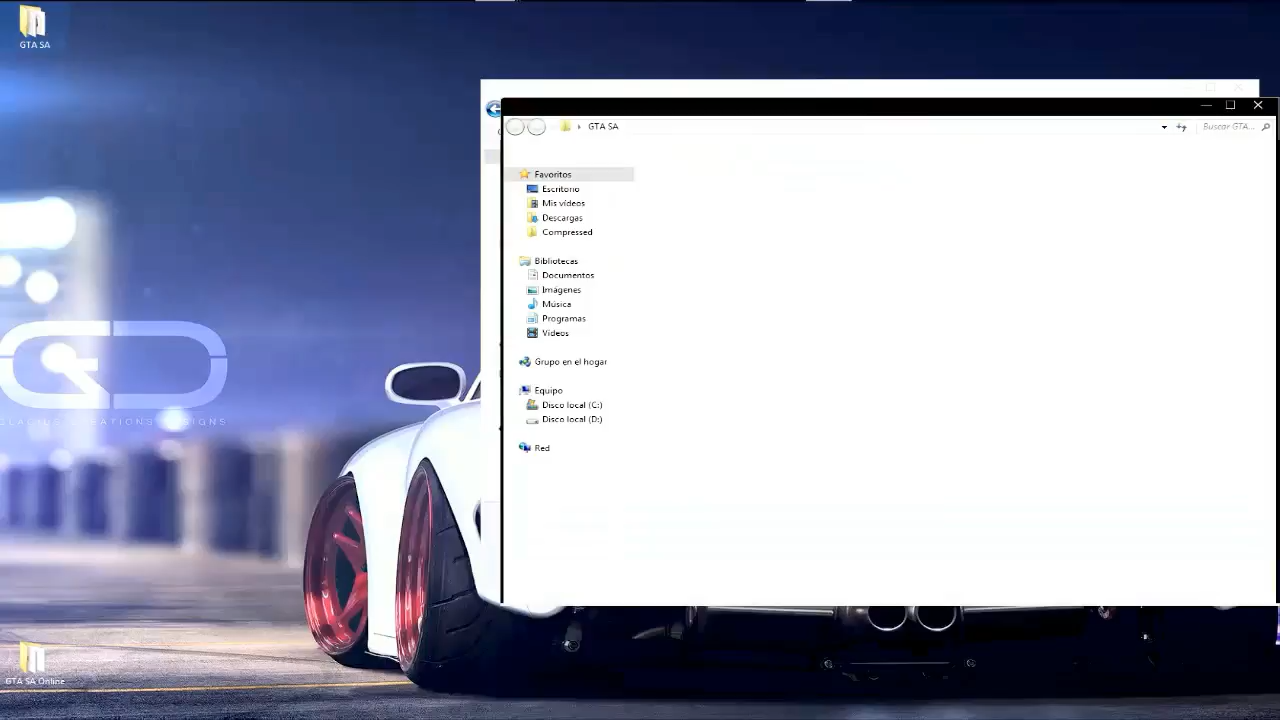 GTA SA
GTA SA
Buscar GTA...
Favoritos
Escritorio
Mis vídeos
Descargas
Compressed
Bibliotecas
Documentos
Imágenes
Música
Programas
Vídeos
Grupo en el hogar
Equipo
Disco local (C:)
Disco local (D:)
Red
GTA SA Online